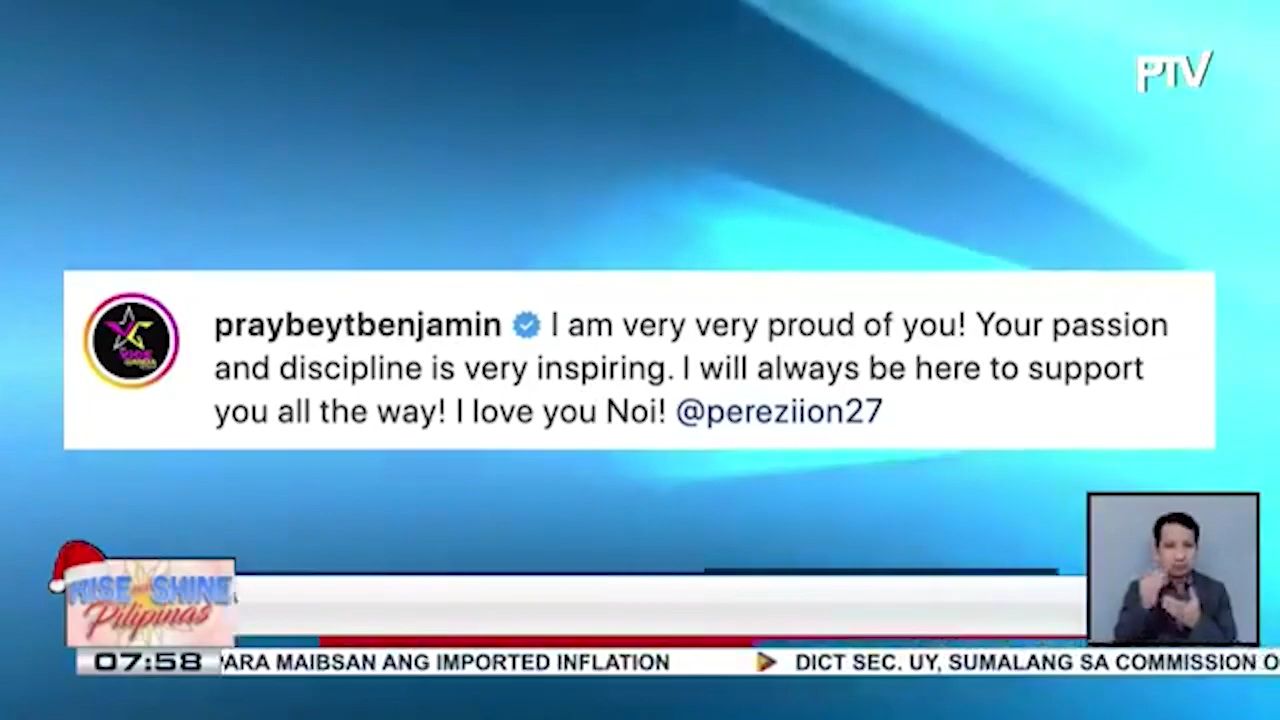 PTV
praybeytbenjamin I am very very proud of you! Your passion
and discipline is very inspiring. I will always be here to support
you all the way! I love you Noi! @pereziion27
RISE and SHINE
Pilipinas
07:58 ARA MAIBSAN ANG IMPORTED INFLATION DICT SEC. UY, SUMALANG SA COMMISSION O